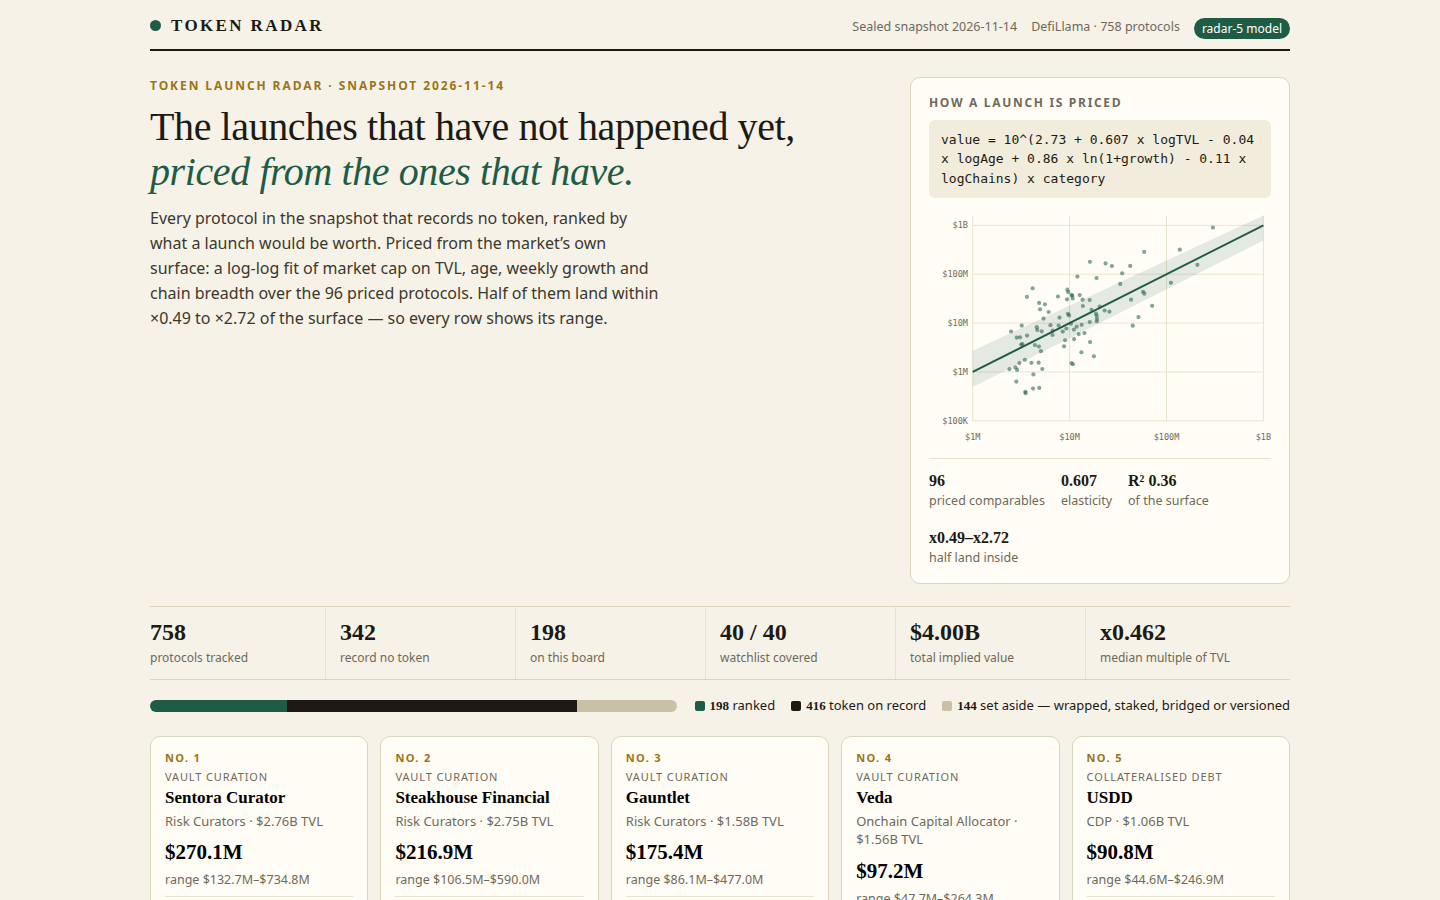 TOKEN RADAR
Sealed snapshot 2026-11-14 DefiLlama · 758 protocols radar-5 model
TOKEN LAUNCH RADAR · SNAPSHOT 2026-11-14
The launches that have not happened yet,
priced from the ones that have.
Every protocol in the snapshot that records no token, ranked by
what a launch would be worth. Priced from the market’s own
surface: a log-log fit of market cap on TVL, age, weekly growth and
chain breadth over the 96 priced protocols. Half of them land within
×0.49 to ×2.72 of the surface — so every row shows its range.
HOW A LAUNCH IS PRICED
value = 10^(2.73 + 0.607 x logTVL - 0.04
x logAge + 0.86 x ln(1+growth) - 0.11 x
logChains) x category
$1B
$100M
$10M
$1M
$100K
$1M $10M $100M $1B
96 0.607 R² 0.36
priced comparables elasticity of the surface
x0.49–x2.72
half land inside
758 342 198 40 / 40 $4.00B x0.462
protocols tracked record no token on this board watchlist covered total implied value median multiple of TVL
198 ranked 416 token on record 144 set aside — wrapped, staked, bridged or versioned
NO. 1
VAULT CURATION
Sentora Curator
Risk Curators · $2.76B TVL
$270.1M
range $132.7M–$734.8M
NO. 2
VAULT CURATION
Steakhouse Financial
Risk Curators · $2.75B TVL
$216.9M
range $106.5M–$590.0M
NO. 3
VAULT CURATION
Gauntlet
Risk Curators · $1.58B TVL
$175.4M
range $86.1M–$477.0M
NO. 4
VAULT CURATION
Veda
Onchain Capital Allocator ·
$1.56B TVL
$97.2M
range $47.7M–$264.3M
NO. 5
COLLATERALISED DEBT
USDD
CDP · $1.06B TVL
$90.8M
range $44.6M–$246.9M